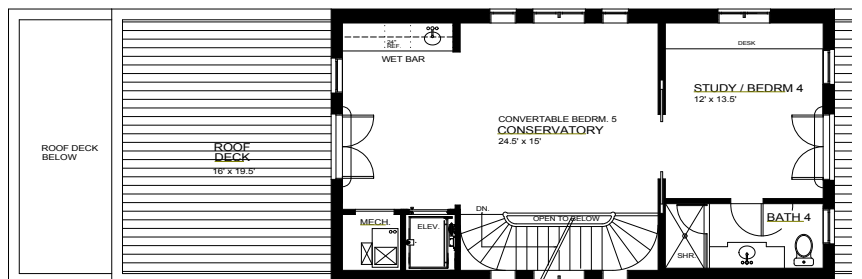 24"
REF.
WET BAR
DESK
STUDY / BEDRM 4
12' x 13.5'
CONVERTABLE BEDRM. 5
CONSERVATORY
24.5' x 15'
ROOF DECK
BELOW
ROOF
DECK
16' x 19.5'
MECH.
ELEV.
DN.
OPEN TO BELOW
BATH 4
SHR.